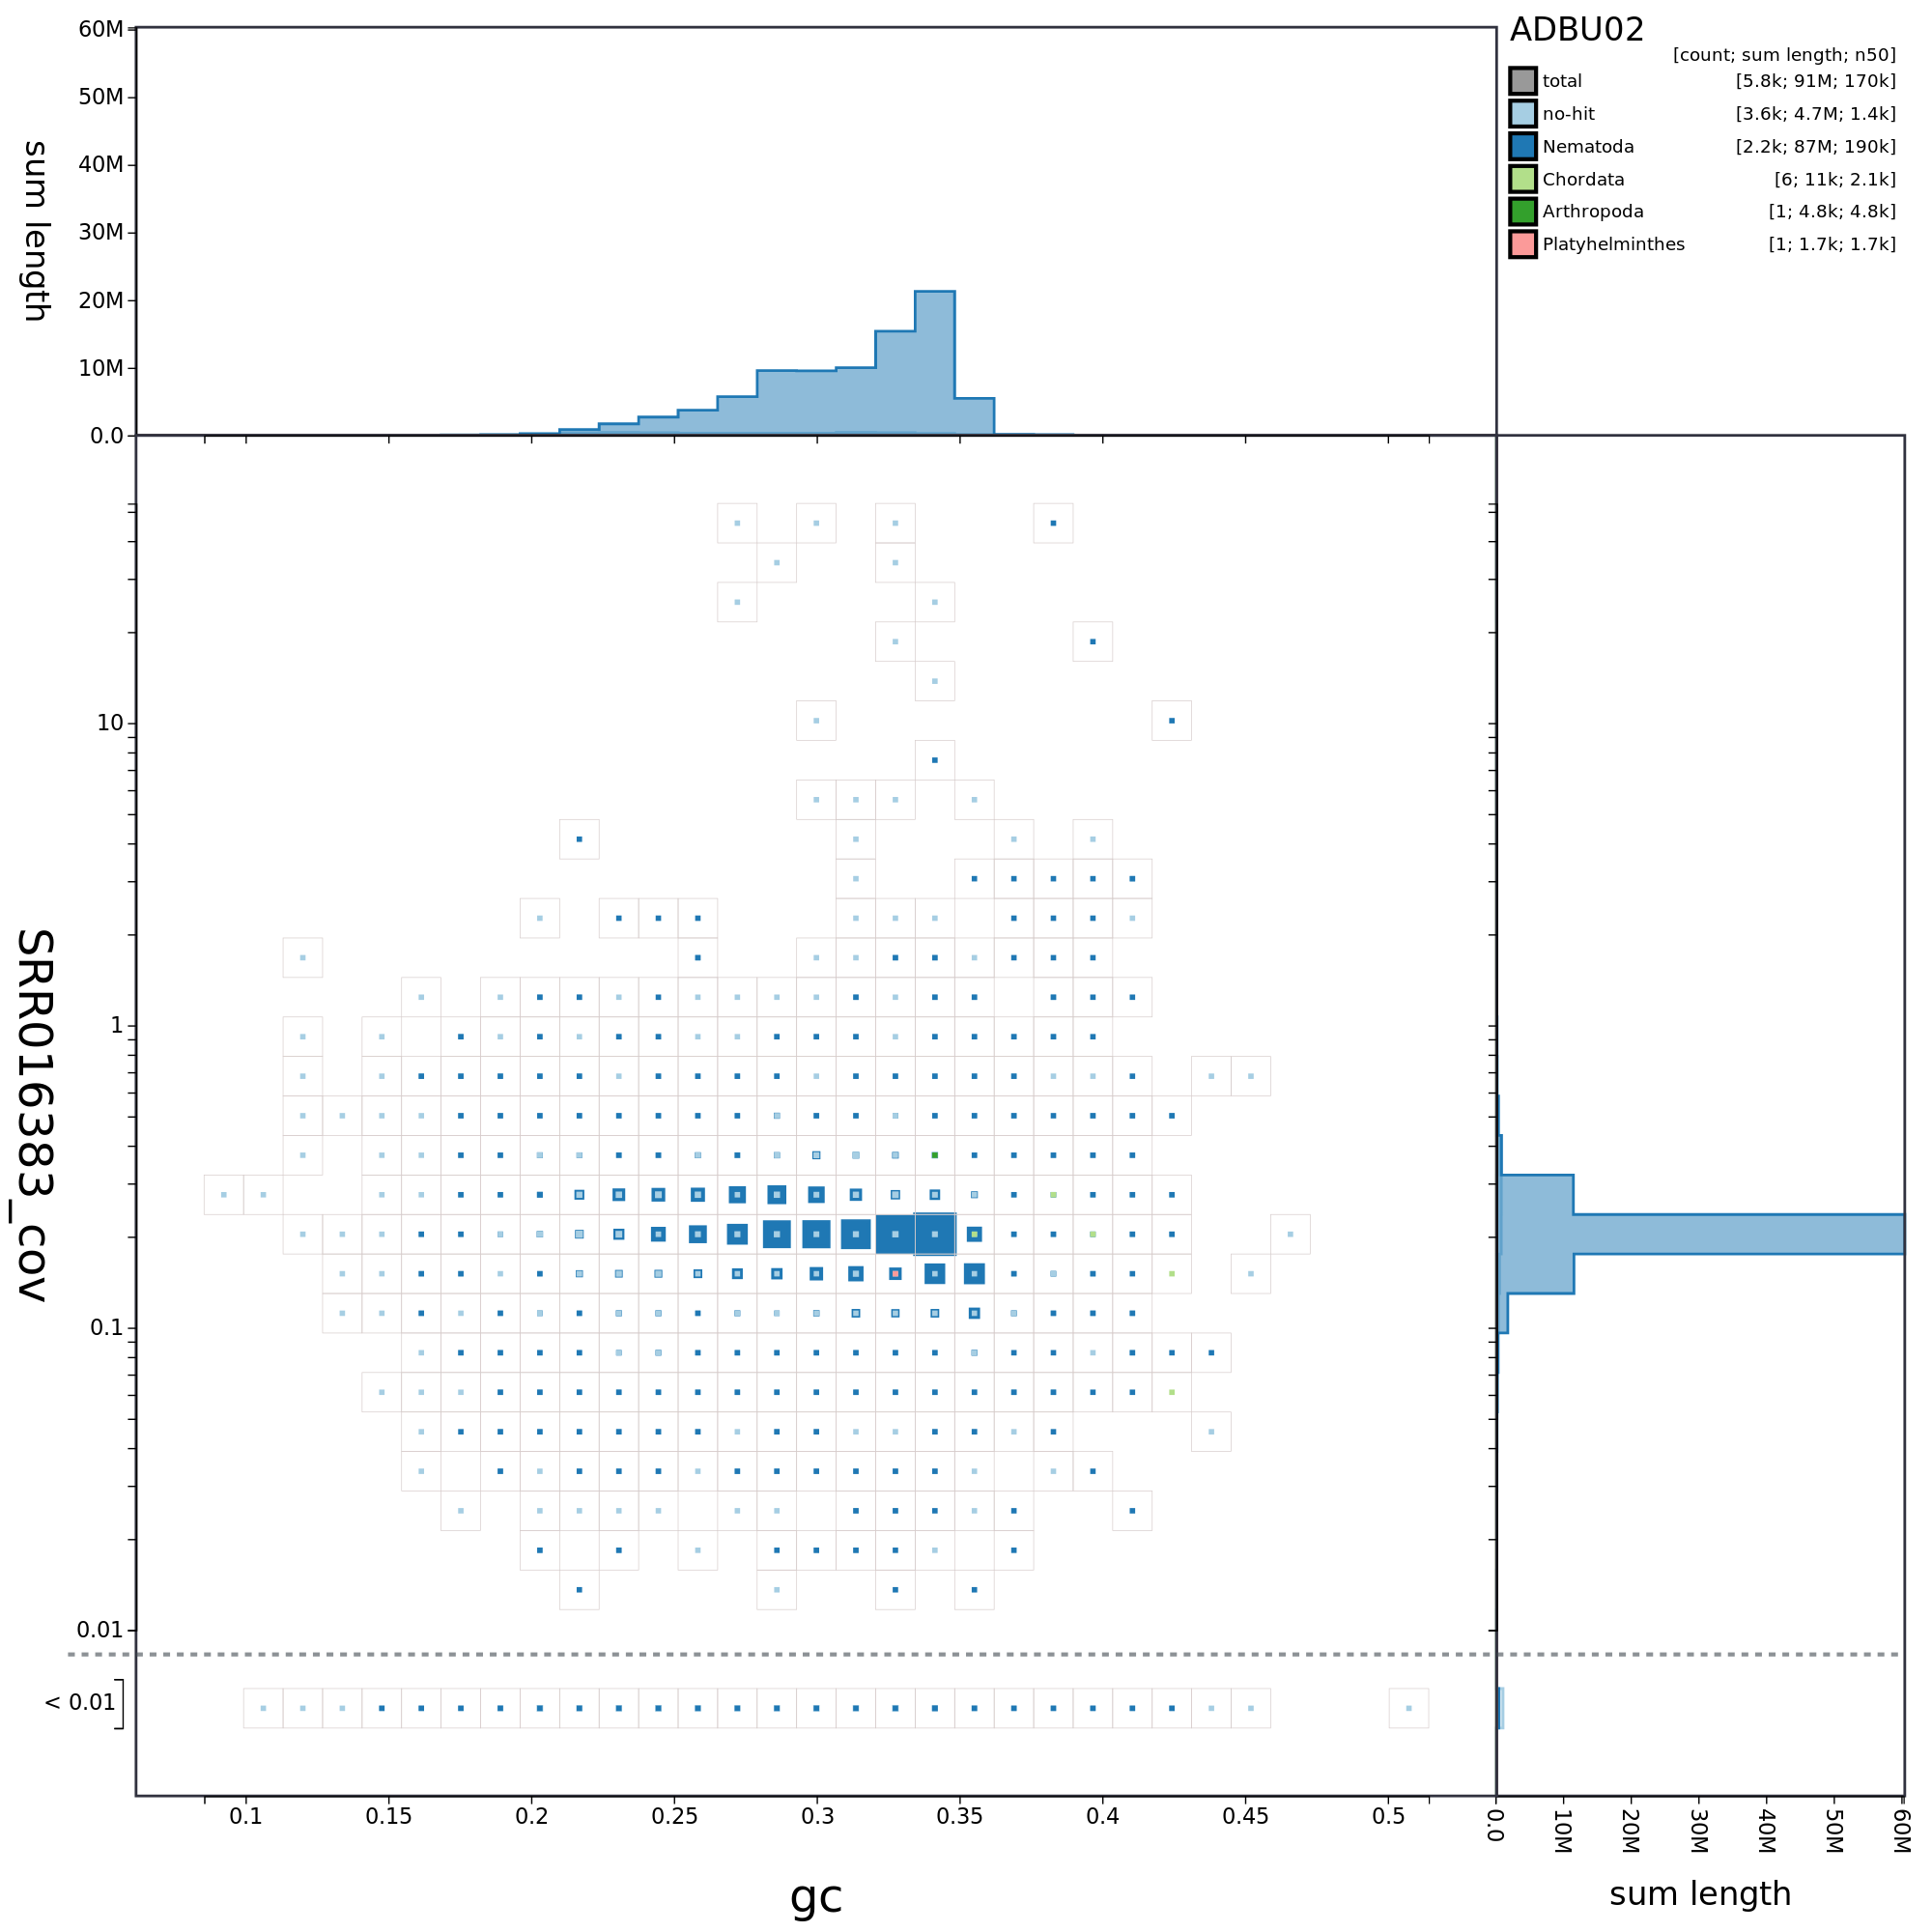 ADBU02
[count; sum length; n50]
total [5.8k; 91M; 170k]
no-hit [3.6k; 4.7M; 1.4k]
Nematoda [2.2k; 87M; 190k]
Chordata [6; 11k; 2.1k]
Arthropoda [1; 4.8k; 4.8k]
Platyhelminthes [1; 1.7k; 1.7k]
sum length
60M
50M
40M
30M
20M
10M
0.0
SRR016383_cov
10
1
0.1
0.01
< 0.01
0.1 0.15 0.2 0.25 0.3 0.35 0.4 0.45 0.5
gc
0.0 10M 20M 30M 40M 50M 60M
sum length